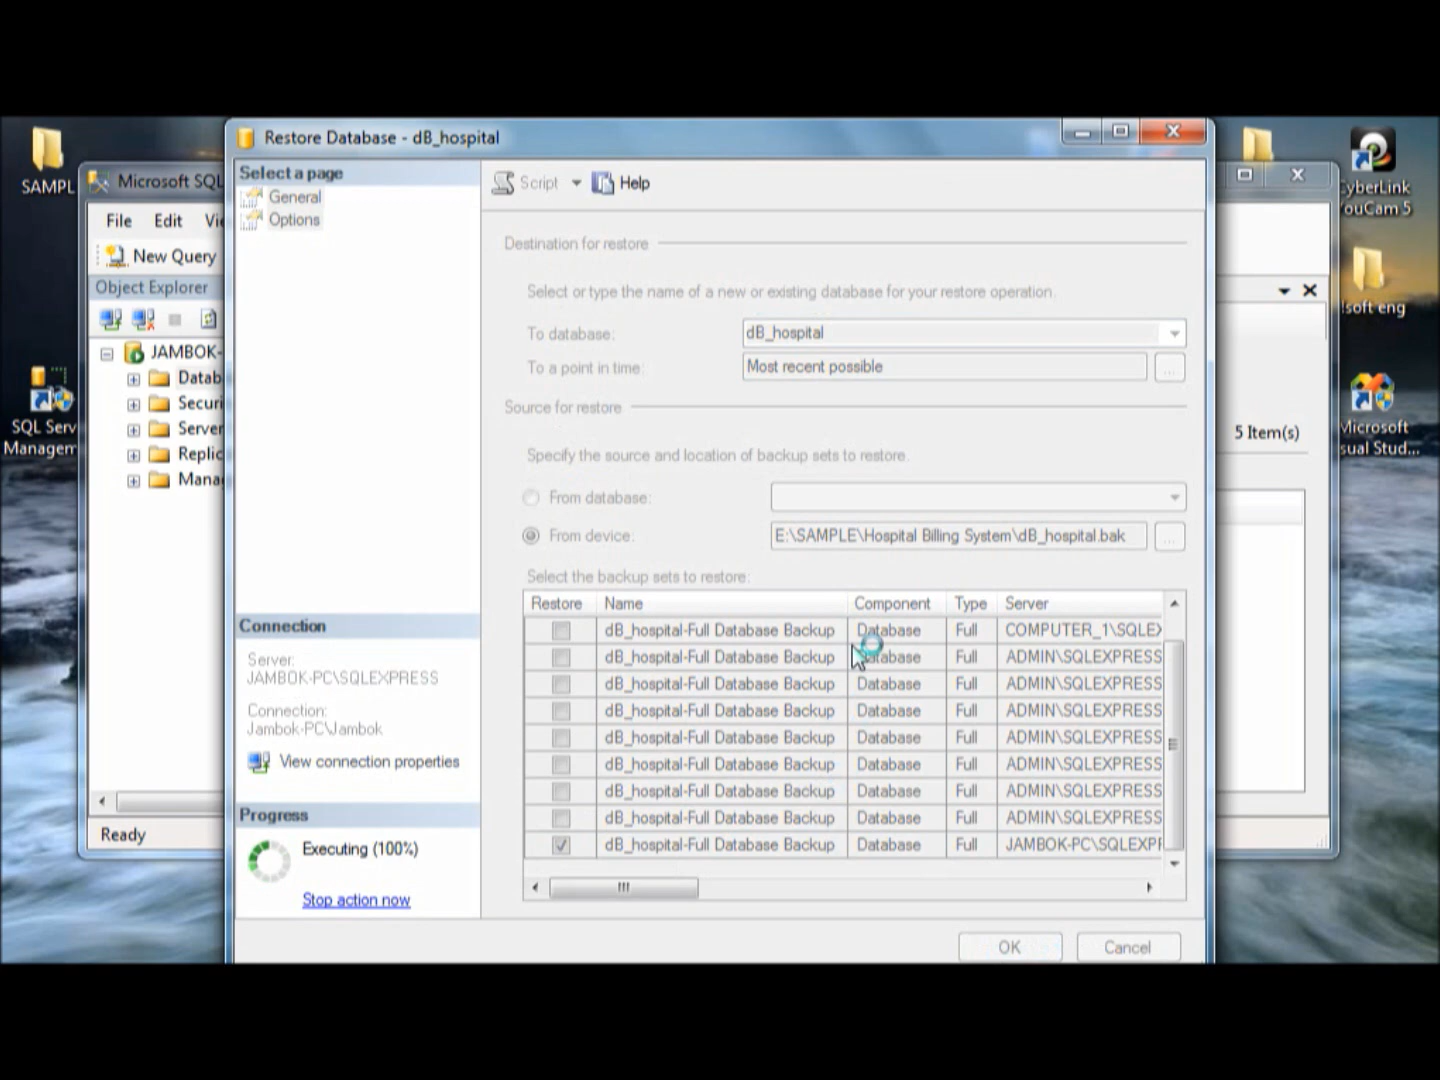 SAMPL
SQL Serv
Managem
Microsoft SQL
File Edit
New Query
Object Explorer
JAMBOK-
Datab
Securi
Server
Replic
Mana
Ready
Restore Database - dB_hospital
Select a page
General
Options
Connection
Server:
JAMBOK-PC\SQLEXPRESS
Connection:
Jambok-PC\Jambok
View connection properties
Progress
Executing (100%)
Stop action now
Script Help
Destination for restore
Select or type the name of a new or existing database for your restore operation.
To database: dB_hospital
To a point in time: Most recent possible ...
Source for restore
Specify the source and location of backup sets to restore.
From database:
From device: E:\SAMPLE\Hospital Billing System\dB_hospital.bak ...
Select the backup sets to restore:
Restore Name Component Type Server
dB_hospital-Full Database Backup Database Full COMPUTER_1\SQLEX
dB_hospital-Full Database Backup Database Full ADMIN\SQLEXPRESS
dB_hospital-Full Database Backup Database Full ADMIN\SQLEXPRESS
dB_hospital-Full Database Backup Database Full ADMIN\SQLEXPRESS
dB_hospital-Full Database Backup Database Full ADMIN\SQLEXPRESS
dB_hospital-Full Database Backup Database Full ADMIN\SQLEXPRESS
dB_hospital-Full Database Backup Database Full ADMIN\SQLEXPRESS
dB_hospital-Full Database Backup Database Full ADMIN\SQLEXPRESS
dB_hospital-Full Database Backup Database Full JAMBOK-PC\SQLEXPR
OK Cancel
5 Item(s)
CyberLink
YouCam 5
lsoft eng
Microsoft
sual Stud...